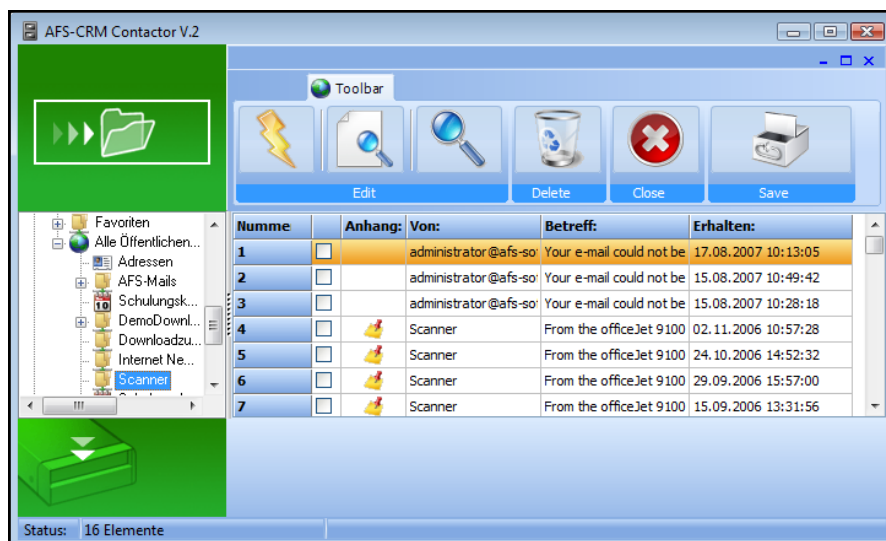 AFS-CRM Contactor V.2
Toolbar
Edit Delete Close Save
Favoriten
Alle Öffentlichen...
Adressen
AFS-Mails
Schulungsk...
DemoDownl...
Downloadzu...
Internet Ne...
Scanner
Numme Anhang: Von: Betreff: Erhalten:
1 administrator@afs-so Your e-mail could not be 17.08.2007 10:13:05
2 administrator@afs-so Your e-mail could not be 15.08.2007 10:49:42
3 administrator@afs-so Your e-mail could not be 15.08.2007 10:28:18
4 Scanner From the officeJet 9100 02.11.2006 10:57:28
5 Scanner From the officeJet 9100 24.10.2006 14:52:32
6 Scanner From the officeJet 9100 29.09.2006 15:57:00
7 Scanner From the officeJet 9100 15.09.2006 13:31:56
Status: 16 Elemente